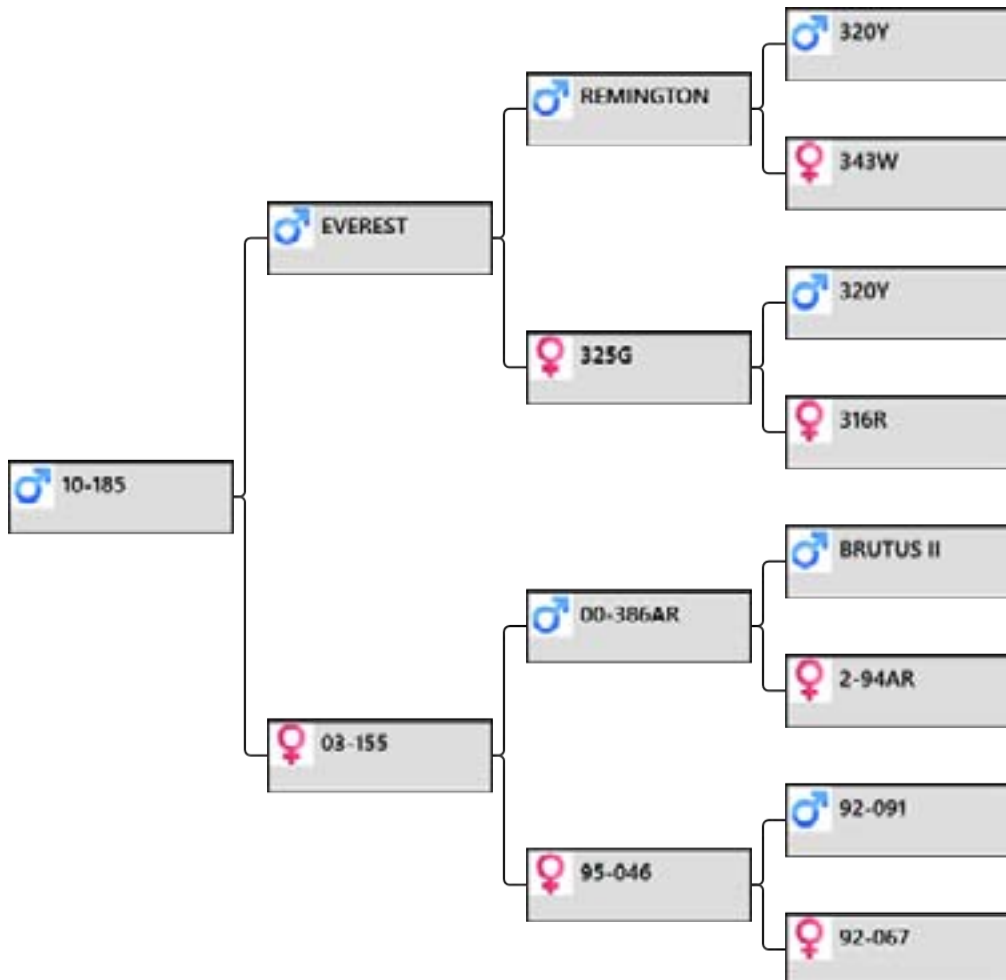 320Y
REMINGTON
343W
EVEREST
320Y
325G
316R
10-185
BRUTUS II
00-386AR
2-94AR
03-155
92-091
95-046
92-067